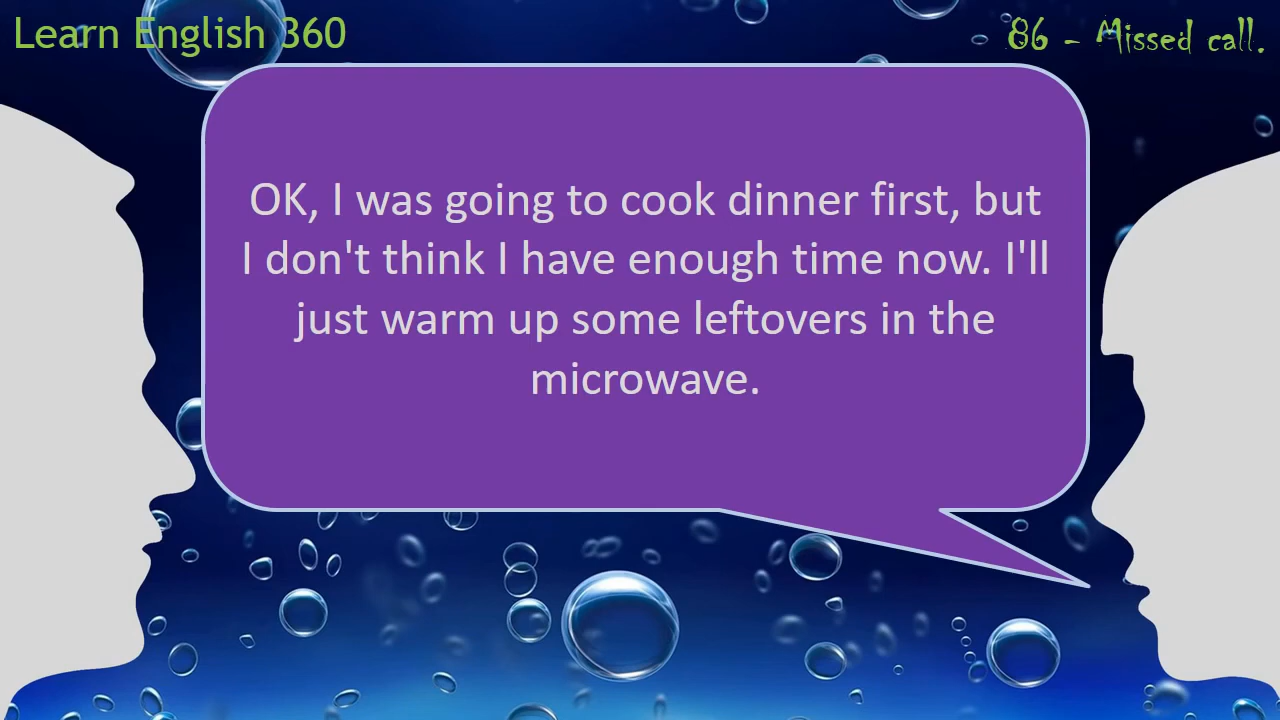 Learn English 360
86 - Missed call.
OK, I was going to cook dinner first, but
I don't think I have enough time now. I'll
just warm up some leftovers in the
microwave.